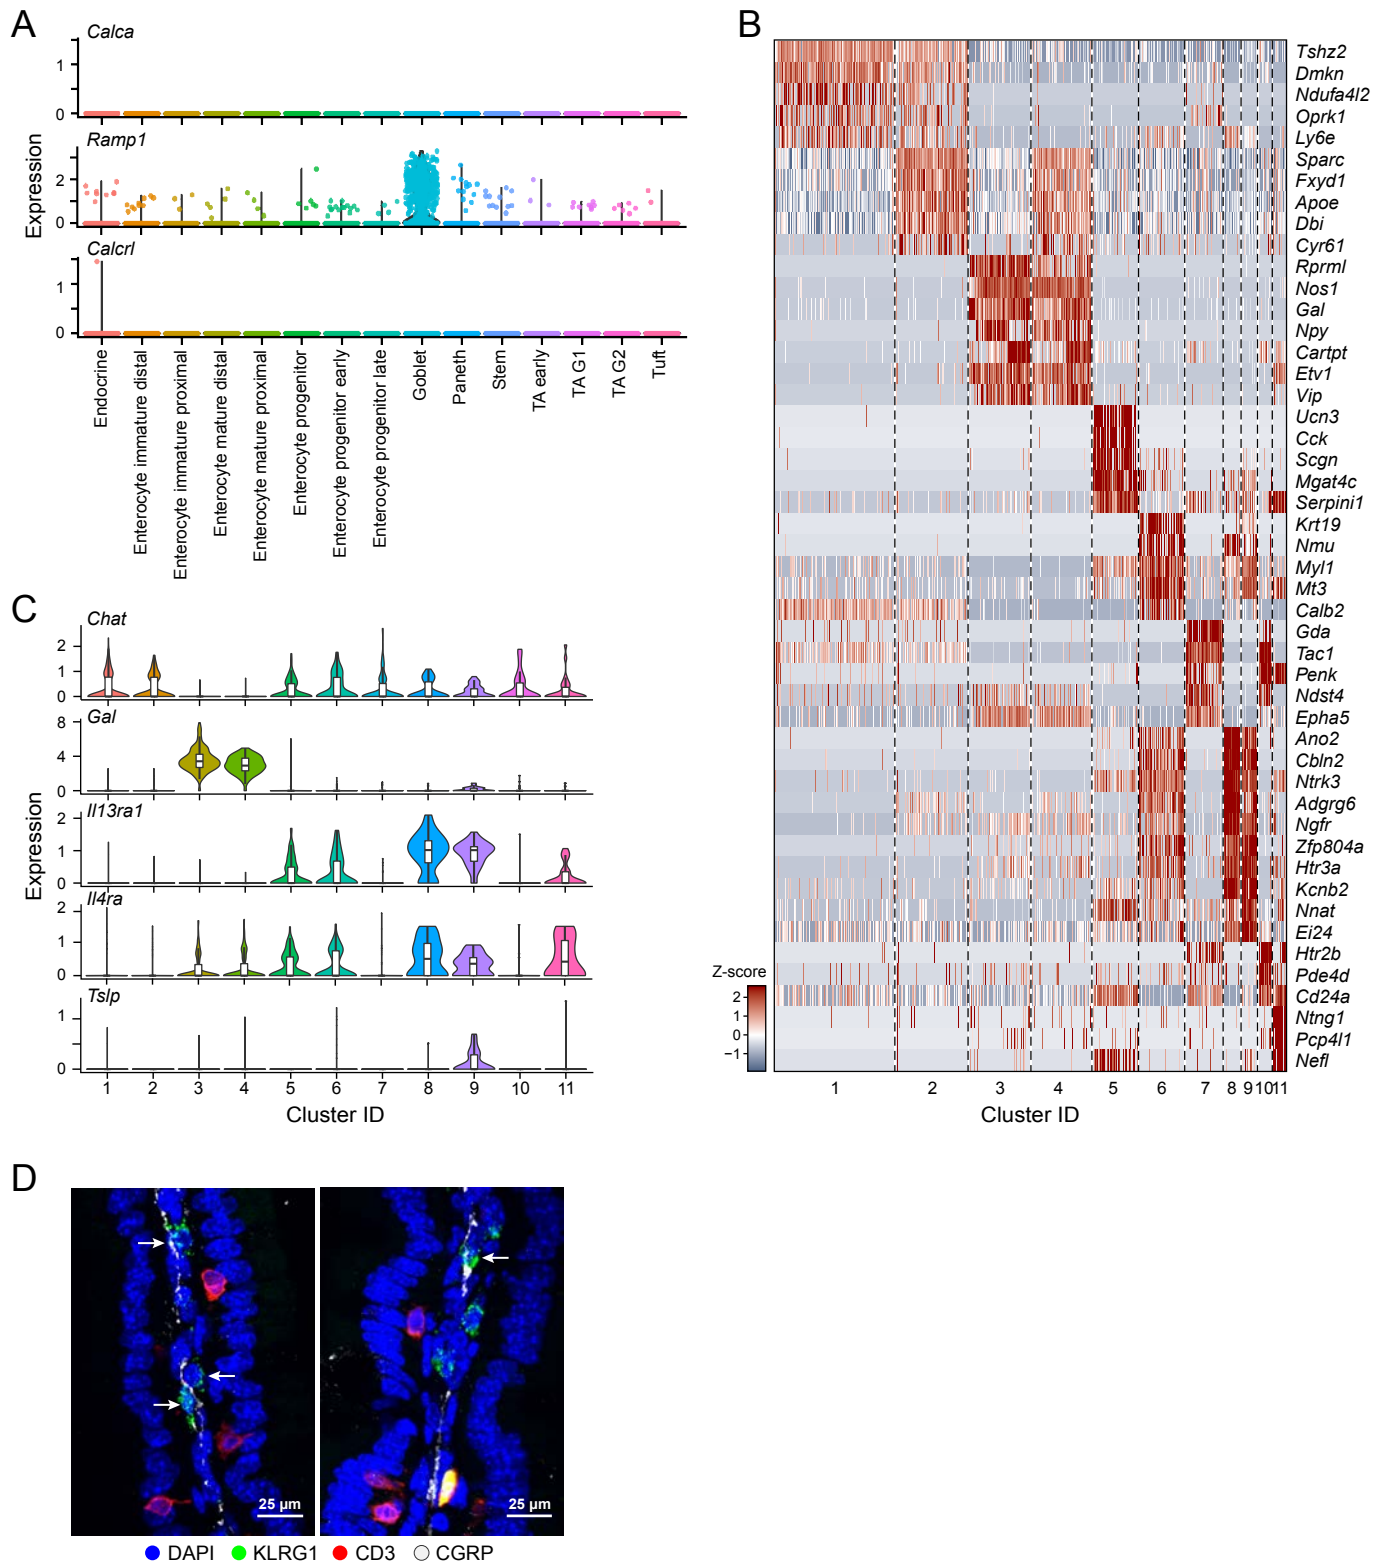 A
Calca
1
0
Ramp1
2
0
Calcrl
1
0
Expression
Endocrine
Enterocyte immature distal
Enterocyte immature proximal
Enterocyte mature distal
Enterocyte mature proximal
Enterocyte progenitor
Enterocyte progenitor early
Enterocyte progenitor late
Goblet
Paneth
Stem
TA early
TA G1
TA G2
Tuft
B
Tshz2
Dmkn
Ndufa4l2
Oprk1
Ly6e
Sparc
Fxyd1
Apoe
Dbi
Cyr61
Rprml
Nos1
Gal
Npy
Cartpt
Etv1
Vip
Ucn3
Cck
Scgn
Mgat4c
Serpini1
Krt19
Nmu
Myl1
Mt3
Calb2
Gda
Tac1
Penk
Ndst4
Epha5
Ano2
Cbln2
Ntrk3
Adgrg6
Ngfr
Zfp804a
Htr3a
Kcnb2
Nnat
Ei24
Htr2b
Pde4d
Cd24a
Ntng1
Pcp4l1
Nefl
Z-score
2
1
0
−1
1 2 3 4 5 6 7 8 9 10 11
Cluster ID
C
Chat
2
1
0
Gal
8
4
0
Il13ra1
2
1
0
Il4ra
2
1
0
Tslp
1
0
Expression
1 2 3 4 5 6 7 8 9 10 11
Cluster ID
D
25 µm
25 µm
DAPI KLRG1 CD3 CGRP